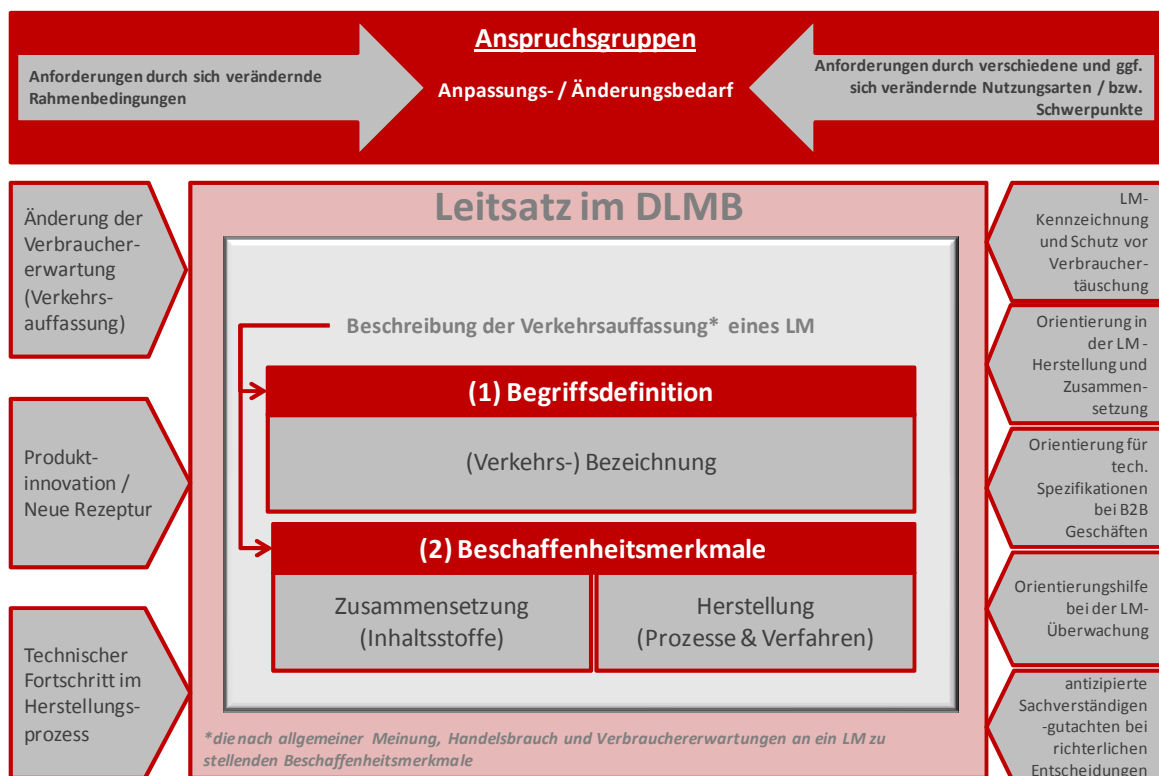 Anspruchsgruppen
Anpassungs- / Änderungsbedarf
Anforderungen durch sich verändernde
Rahmenbedingungen
Anforderungen durch verschiedene und ggf.
sich verändernde Nutzungsarten / bzw.
Schwerpunkte
Änderung der
Verbraucher-
erwartung
(Verkehrs-
auffassung)
Produkt-
innovation /
Neue Rezeptur
Technischer
Fortschritt im
Herstellungs-
prozess
Leitsatz im DLMB
Beschreibung der Verkehrsauffassung* eines LM
(1) Begriffsdefinition
(Verkehrs-) Bezeichnung
(2) Beschaffenheitsmerkmale
Zusammensetzung
(Inhaltsstoffe)
Herstellung
(Prozesse & Verfahren)
*die nach allgemeiner Meinung, Handelsbrauch und Verbrauchererwartungen an ein LM zu
stellenden Beschaffenheitsmerkmale
LM-
Kennzeichnung
und Schutz vor
Verbraucher-
täuschung
Orientierung in
der LM -
Herstellung und
Zusammen-
setzung
Orientierung für
tech.
Spezifikationen
bei B2B
Geschäften
Orientierungshilfe
bei der LM-
Überwachung
antizipierte
Sachverständigen
-gutachten bei
richterlichen
Entscheidungen